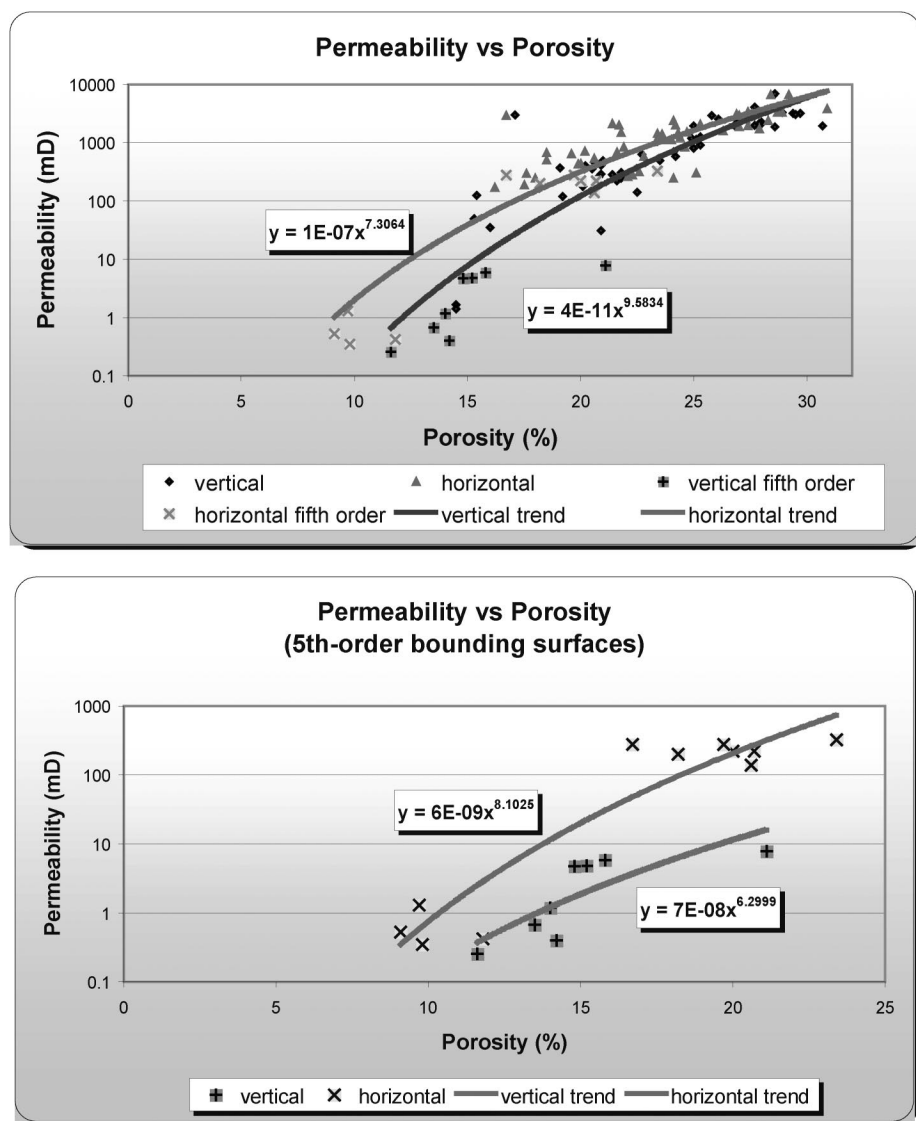 Permeability vs Porosity
Permeability (mD)
10000
1000
100
10
1
0.1
y = 1E-07x^7.3064
y = 4E-11x^9.5834
0 5 10 15 20 25 30
Porosity (%)
vertical horizontal vertical fifth order
horizontal fifth order vertical trend horizontal trend
Permeability vs Porosity
(5th-order bounding surfaces)
Permeability (mD)
1000
100
10
1
0.1
y = 6E-09x^8.1025
y = 7E-08x^6.2999
0 5 10 15 20 25
Porosity (%)
vertical horizontal vertical trend horizontal trend